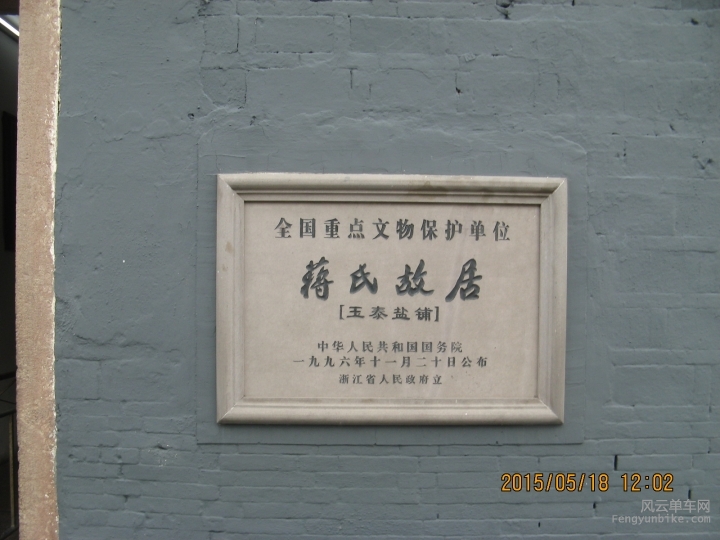 全国重点文物保护单位
蒋氏故居
[玉泰盐铺]
中华人民共和国国务院
一九九六年十一月二十日公布
浙江省人民政府立
2015/05/18 12:02
风云单车网
Fengyunbike.com